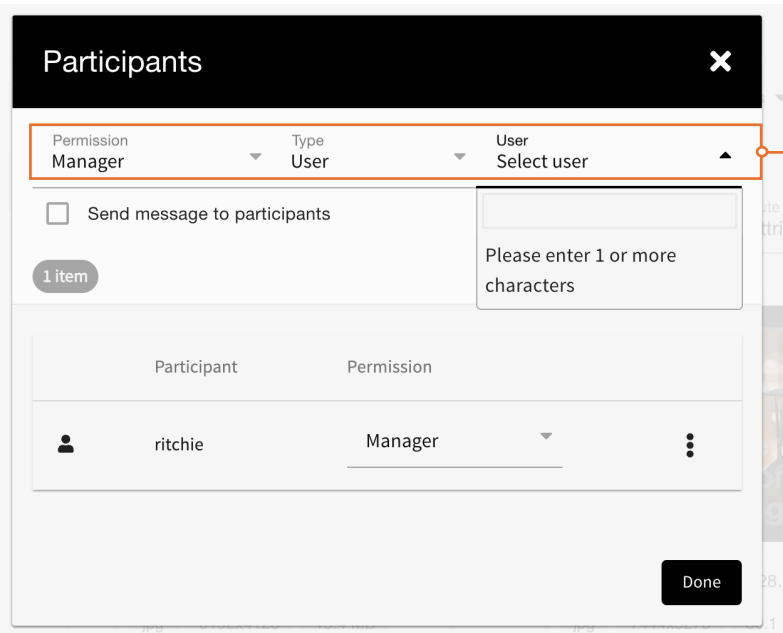 Participants
Permission
Manager
Type
User
User
Select user
Send message to participants
Please enter 1 or more
characters
1 item
Participant
Permission
ritchie
Manager
Done